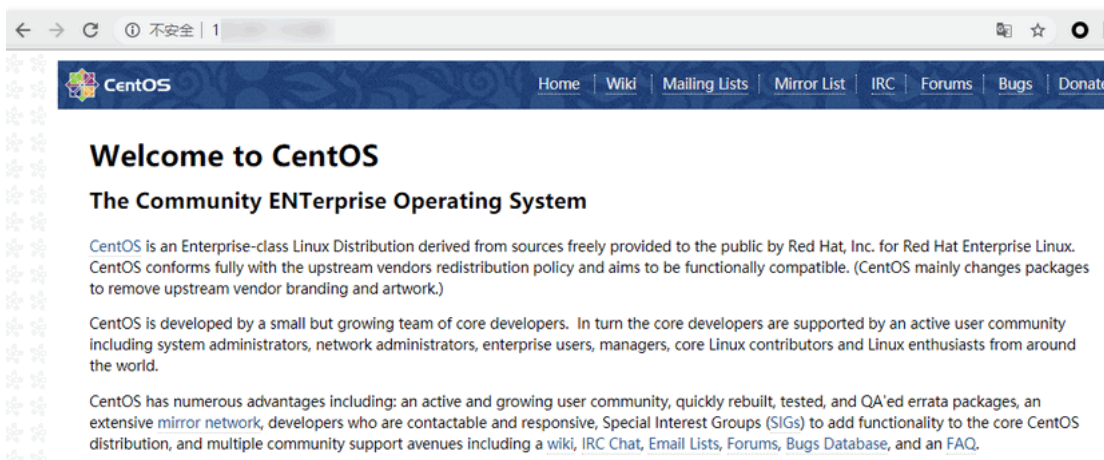 不安全 | 1
CentOS Home Wiki Mailing Lists Mirror List IRC Forums Bugs Donate
Welcome to CentOS
The Community ENTerprise Operating System
CentOS is an Enterprise-class Linux Distribution derived from sources freely provided to the public by Red Hat, Inc. for Red Hat Enterprise Linux.
CentOS conforms fully with the upstream vendors redistribution policy and aims to be functionally compatible. (CentOS mainly changes packages
to remove upstream vendor branding and artwork.)
CentOS is developed by a small but growing team of core developers.  In turn the core developers are supported by an active user community
including system administrators, network administrators, enterprise users, managers, core Linux contributors and Linux enthusiasts from around
the world.
CentOS has numerous advantages including: an active and growing user community, quickly rebuilt, tested, and QA'ed errata packages, an
extensive mirror network, developers who are contactable and responsive, Special Interest Groups (SIGs) to add functionality to the core CentOS
distribution, and multiple community support avenues including a wiki, IRC Chat, Email Lists, Forums, Bugs Database, and an FAQ.